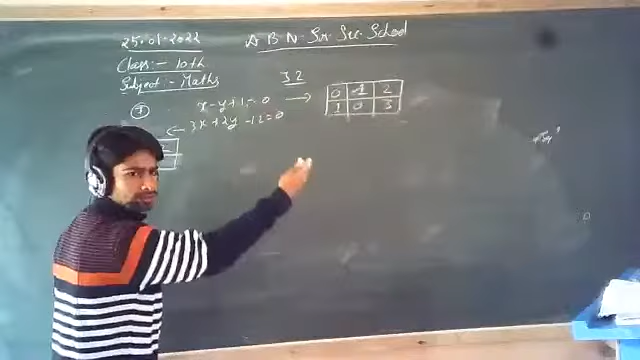 25.01.2022
A B N Sr. Sec. School
Class:- 10th
Subject:- Maths
3 2
7 x-y+1=0 →
← 3x+2y-12=0
0 -1 2
1 0 3